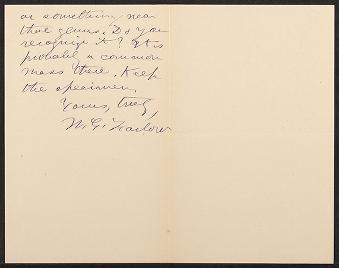 or something near
that genus. Do you
recognize it? It is
probably a common
moss there. Keep
the specimen.
Yours, truly,
W. G. Farlow